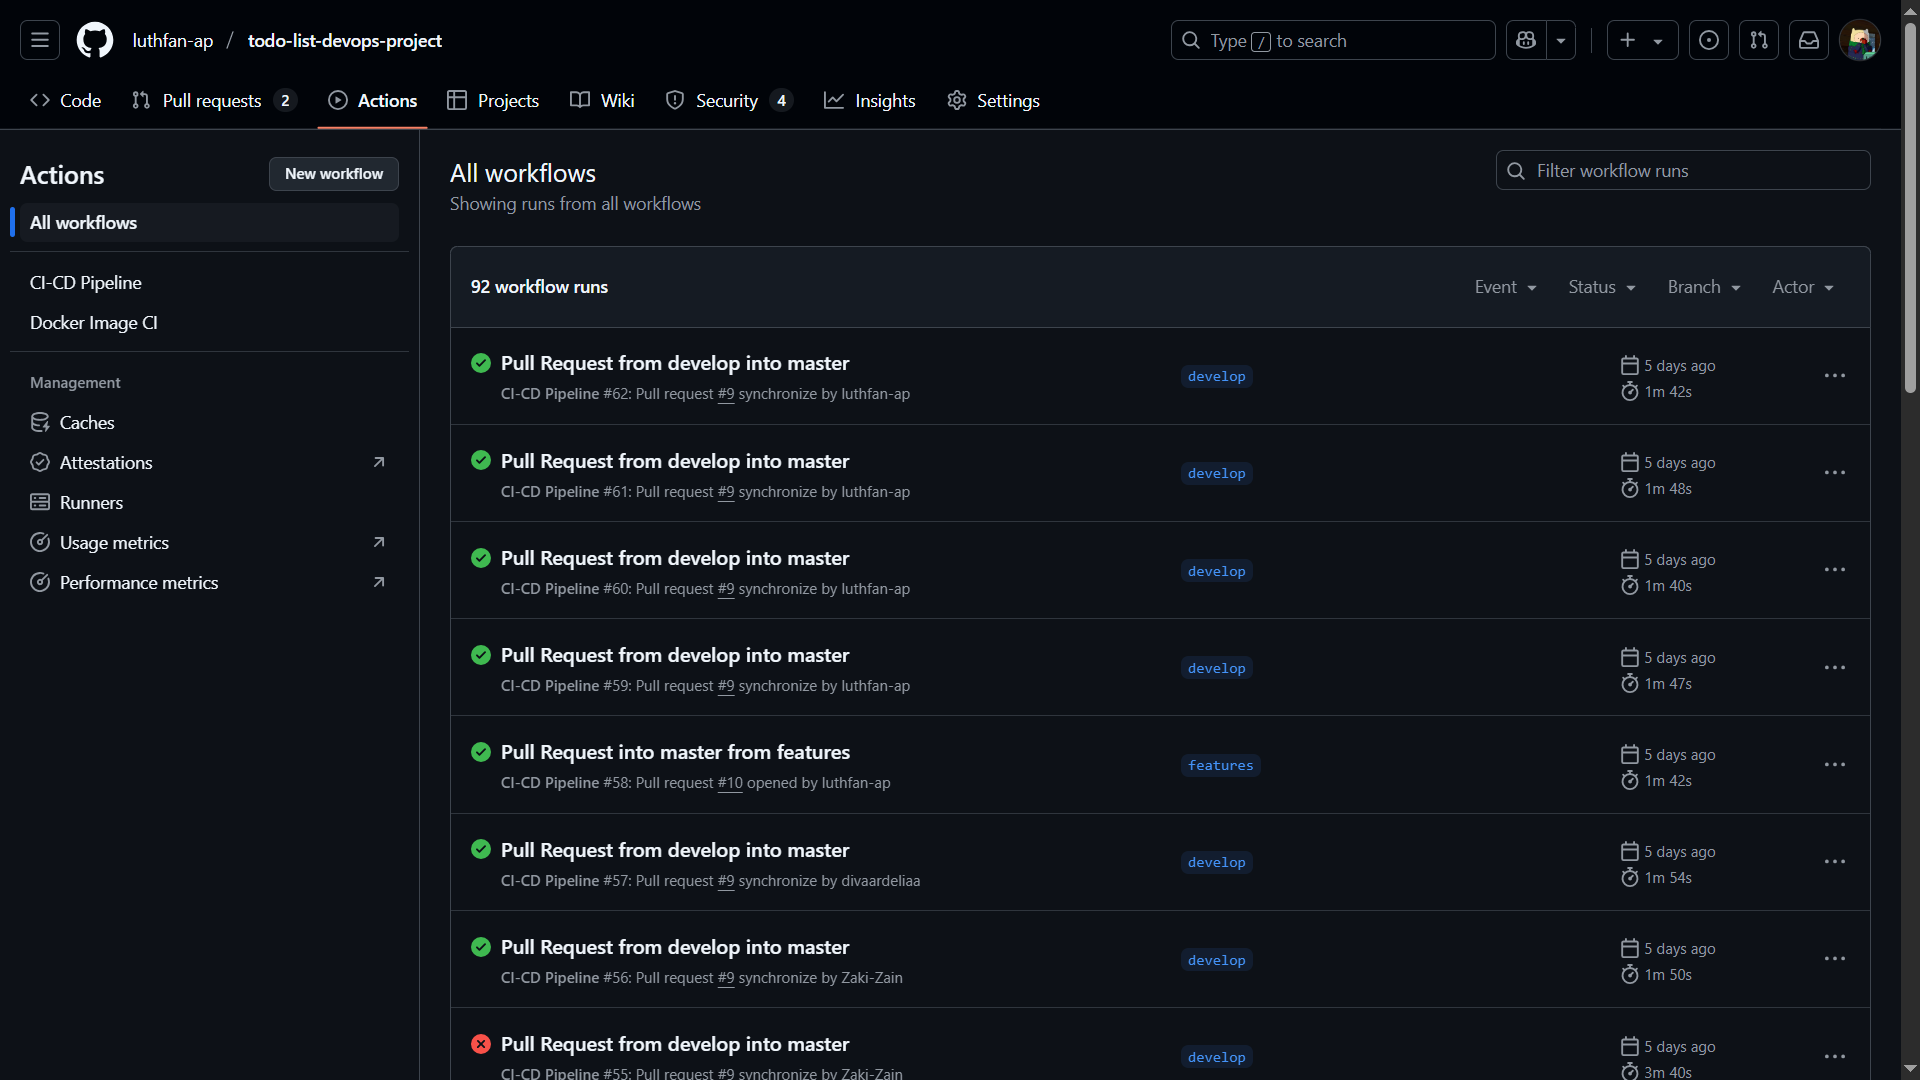 luthfan-ap / todo-list-devops-project
Type / to search
Code
Pull requests 2
Actions
Projects
Wiki
Security 4
Insights
Settings
Actions
New workflow
All workflows
CI-CD Pipeline
Docker Image CI
Management
Caches
Attestations
Runners
Usage metrics
Performance metrics
All workflows
Showing runs from all workflows
Filter workflow runs
92 workflow runs
Event
Status
Branch
Actor
Pull Request from develop into master
CI-CD Pipeline #62: Pull request #9 synchronize by luthfan-ap
develop
5 days ago
1m 42s
Pull Request from develop into master
CI-CD Pipeline #61: Pull request #9 synchronize by luthfan-ap
develop
5 days ago
1m 48s
Pull Request from develop into master
CI-CD Pipeline #60: Pull request #9 synchronize by luthfan-ap
develop
5 days ago
1m 40s
Pull Request from develop into master
CI-CD Pipeline #59: Pull request #9 synchronize by luthfan-ap
develop
5 days ago
1m 47s
Pull Request into master from features
CI-CD Pipeline #58: Pull request #10 opened by luthfan-ap
features
5 days ago
1m 42s
Pull Request from develop into master
CI-CD Pipeline #57: Pull request #9 synchronize by divaardeliaa
develop
5 days ago
1m 54s
Pull Request from develop into master
CI-CD Pipeline #56: Pull request #9 synchronize by Zaki-Zain
develop
5 days ago
1m 50s
Pull Request from develop into master
CI-CD Pipeline #55: Pull request #9 synchronize by Zaki-Zain
develop
5 days ago
3m 40s